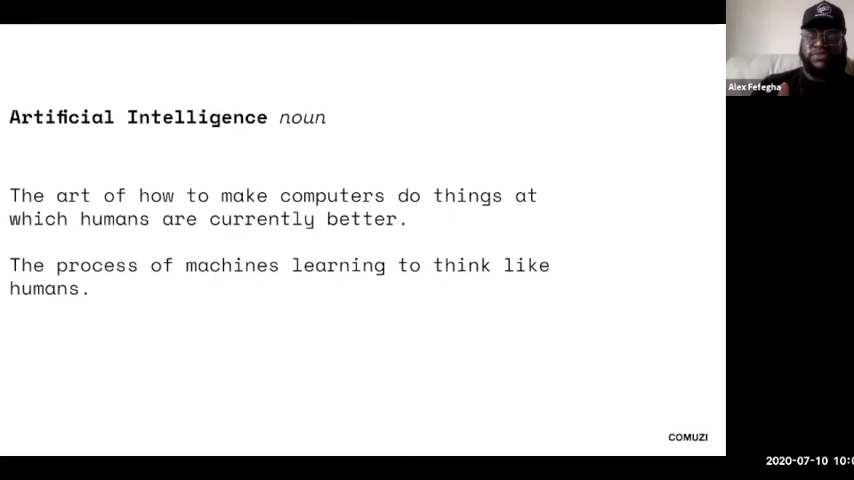 Artificial Intelligence noun
The art of how to make computers do things at
which humans are currently better.
The process of machines learning to think like
humans.
COMUZI
Alex Fefegha
2020-07-10 10:0